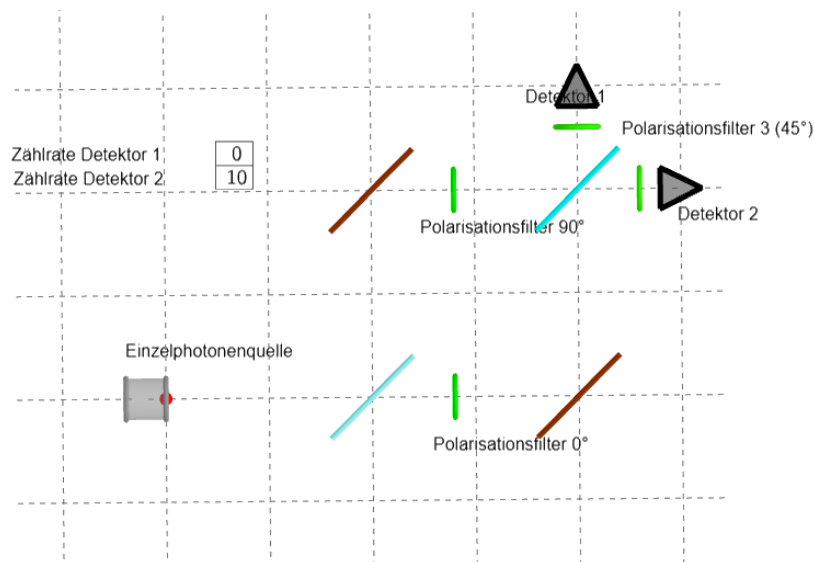 Detektor 1
Polarisationsfilter 3 (45°)
Zählrate Detektor 1
0
Zählrate Detektor 2
10
Detektor 2
Polarisationsfilter 90°
Einzelphotonenquelle
Polarisationsfilter 0°